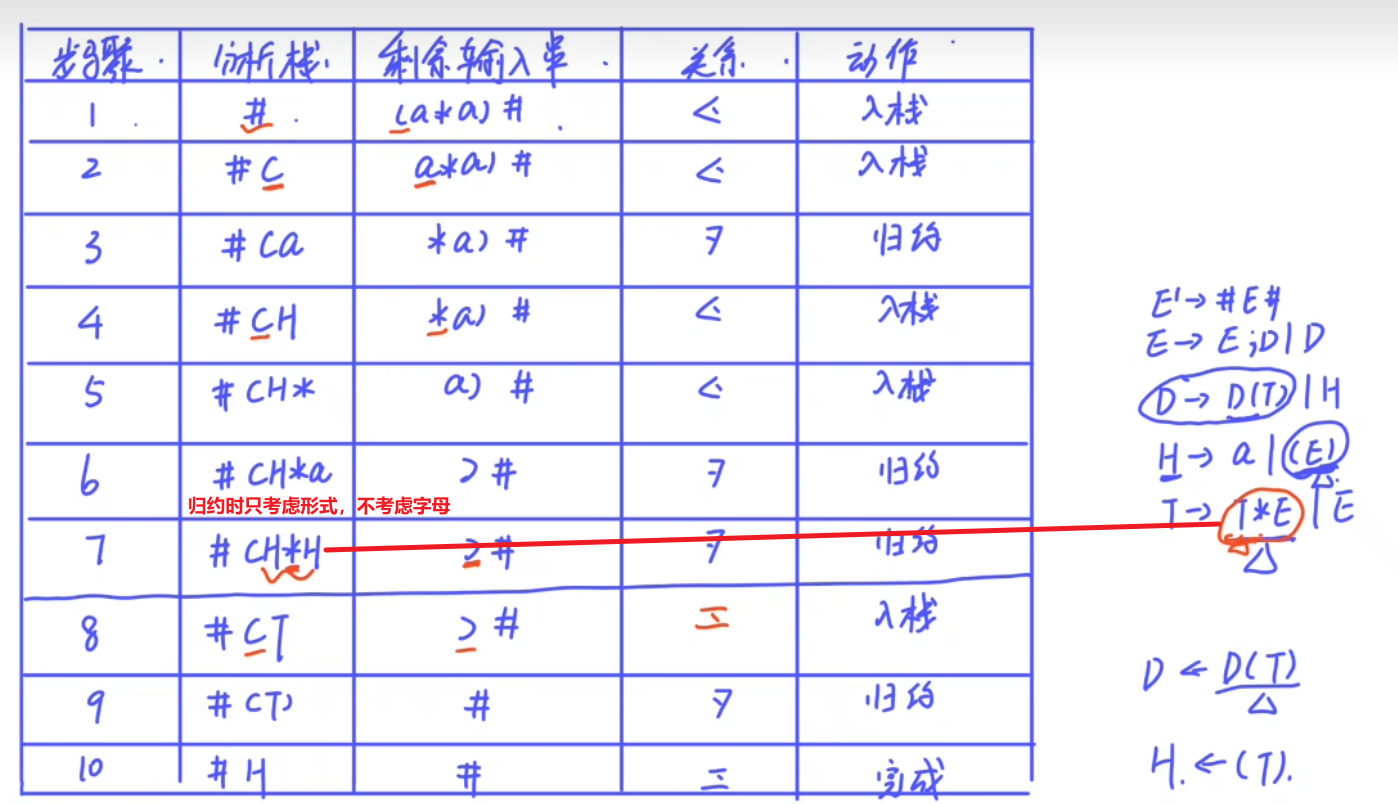 步骤 分析栈 剩余输入串 关系 动作
1 # (a*a)# ⋖ 入栈
2 #( a*a)# ⋖ 入栈
3 #(a *a)# ⋗ 归约
4 #(H *a)# ⋖ 入栈
5 #(H* a)# ⋖ 入栈
6 #(H*a )# ⋗ 归约
归约时只考虑形式，不考虑字母
7 #(H*H )# ⋗ 归约
8 #(T )# ≐ 入栈
9 #(T) # ⋗ 归约
10 #H # ≐ 完成
E'→#E#
E→E;D|D
D→D(T)|H
H→a|(E)
T→T*E|E
D←D(T)
H.←(T).